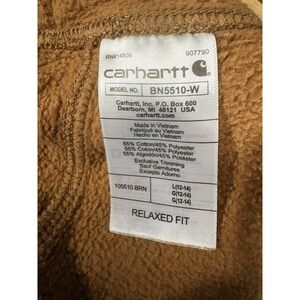 RN#14806 907790
carhartt
MODEL NO. BN5510-W
Carhartt, Inc. P.O. Box 600
Dearborn, MI 48121 USA
carhartt.com
Made in Vietnam
Fabriqué au Vietnam
Hecho en Vietnam
55% Cotton/45% Polyester
55% Coton/45% Polyester
55% Algodón/45% Poliéster
Exclusive Trimming
Sauf Garnitures
Excepto Adorno
105510 BRN L(12-14)
G(12-14)
G(12-14)
RELAXED FIT